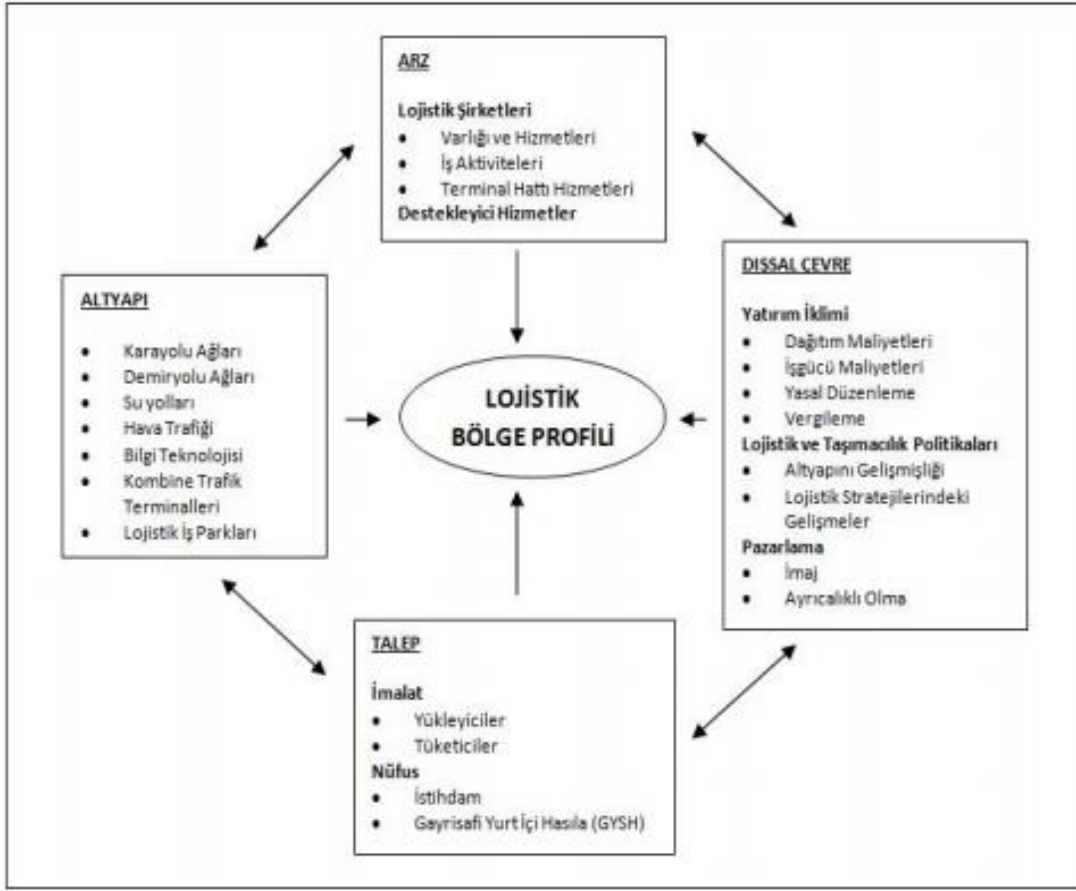 ARZ
Lojistik Şirketleri
• Varlığı ve Hizmetleri
• İş Aktiviteleri
• Terminal Hattı Hizmetleri
Destekleyici Hizmetler
ALTYAPI
• Karayolu Ağları
• Demiryolu Ağları
• Su yolları
• Hava Trafiği
• Bilgi Teknolojisi
• Kombine Trafik
Terminalleri
• Lojistik İş Parkları
LOJİSTİK
BÖLGE PROFİLİ
DIŞSAL ÇEVRE
Yatırım İklimi
• Dağıtım Maliyetleri
• İşgücü Maliyetleri
• Yasal Düzenleme
• Vergileme
Lojistik ve Taşımacılık Politikaları
• Altyapını Gelişmişliği
• Lojistik Stratejilerindeki
Gelişmeler
Pazarlama
• İmaj
• Ayrıcalıklı Olma
TALEP
İmalat
• Yükleyiciler
• Tüketiciler
Nüfus
• İstihdam
• Gayrisafi Yurt İçi Hasıla (GYSH)